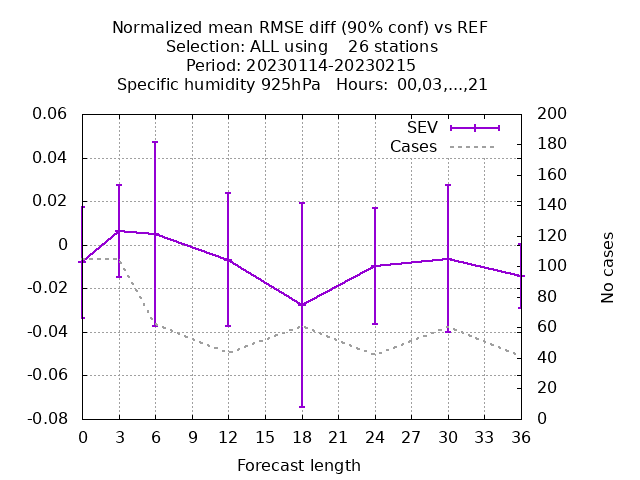 Normalized mean RMSE diff (90% conf) vs REF
Selection: ALL using    26 stations
Period: 20230114-20230215
Specific humidity 925hPa   Hours: 00,03,...,21
SEV
Cases
0.06
0.04
0.02
0
-0.02
-0.04
-0.06
-0.08
200
180
160
140
120
100
80
60
40
20
0
No cases
0 3 6 9 12 15 18 21 24 27 30 33 36
Forecast length